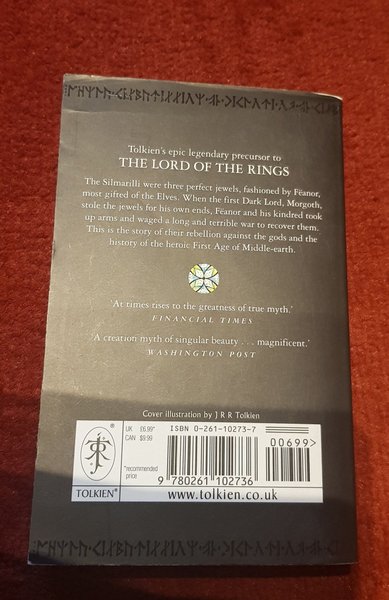 Tolkien's epic legendary precursor to
THE LORD OF THE RINGS
The Silmarilli were three perfect jewels, fashioned by Fëanor,
most gifted of the Elves. When the first Dark Lord, Morgoth,
stole the jewels for his own ends, Fëanor and his kindred took
up arms and waged a long and terrible war to recover them.
This is the story of their rebellion against the gods and the
history of the heroic First Age of Middle-earth.
'At times rises to the greatness of true myth.'
FINANCIAL TIMES
'A creation myth of singular beauty . . . magnificent.'
WASHINGTON POST
Cover illustration by J R R Tolkien
UK £6.99*
CAN $9.99
*recommended
price
ISBN 0-261-10273-7
00699>
9 780261 102736
www.tolkien.co.uk
TOLKIEN®